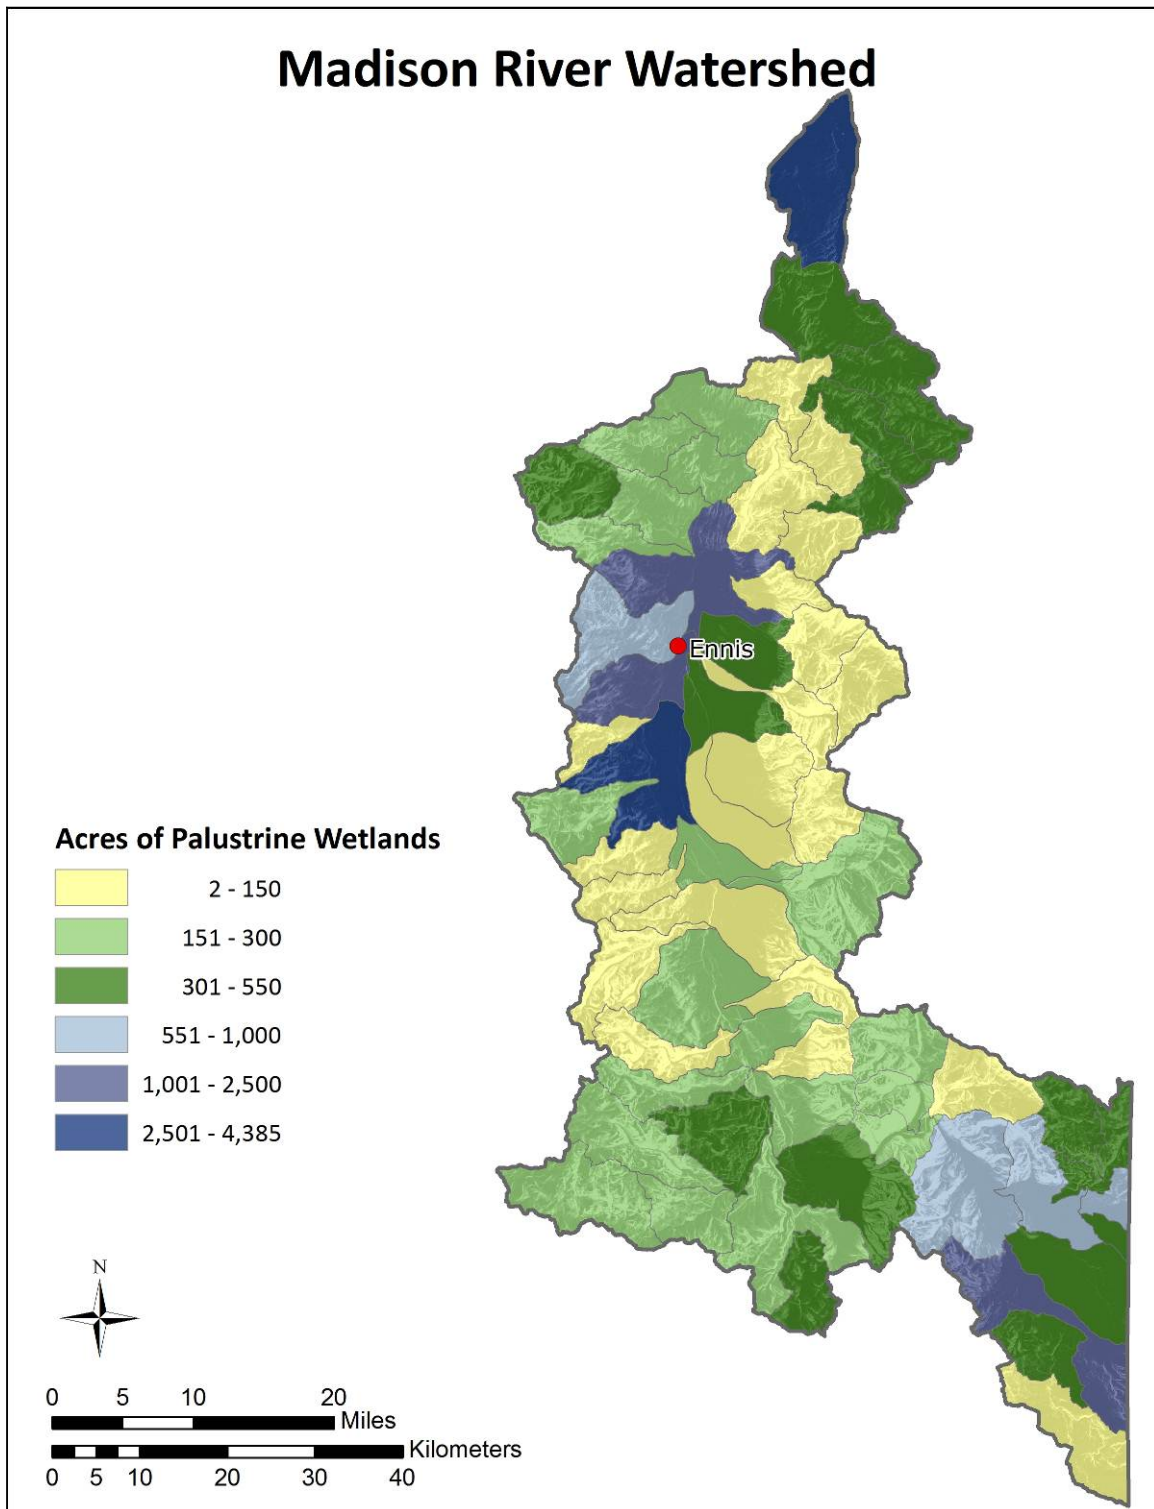 Madison River Watershed
Ennis
Acres of Palustrine Wetlands
2 - 150
151 - 300
301 - 550
551 - 1,000
1,001 - 2,500
2,501 - 4,385
N
0 5 10 20
Miles
Kilometers
0 5 10 20 30 40